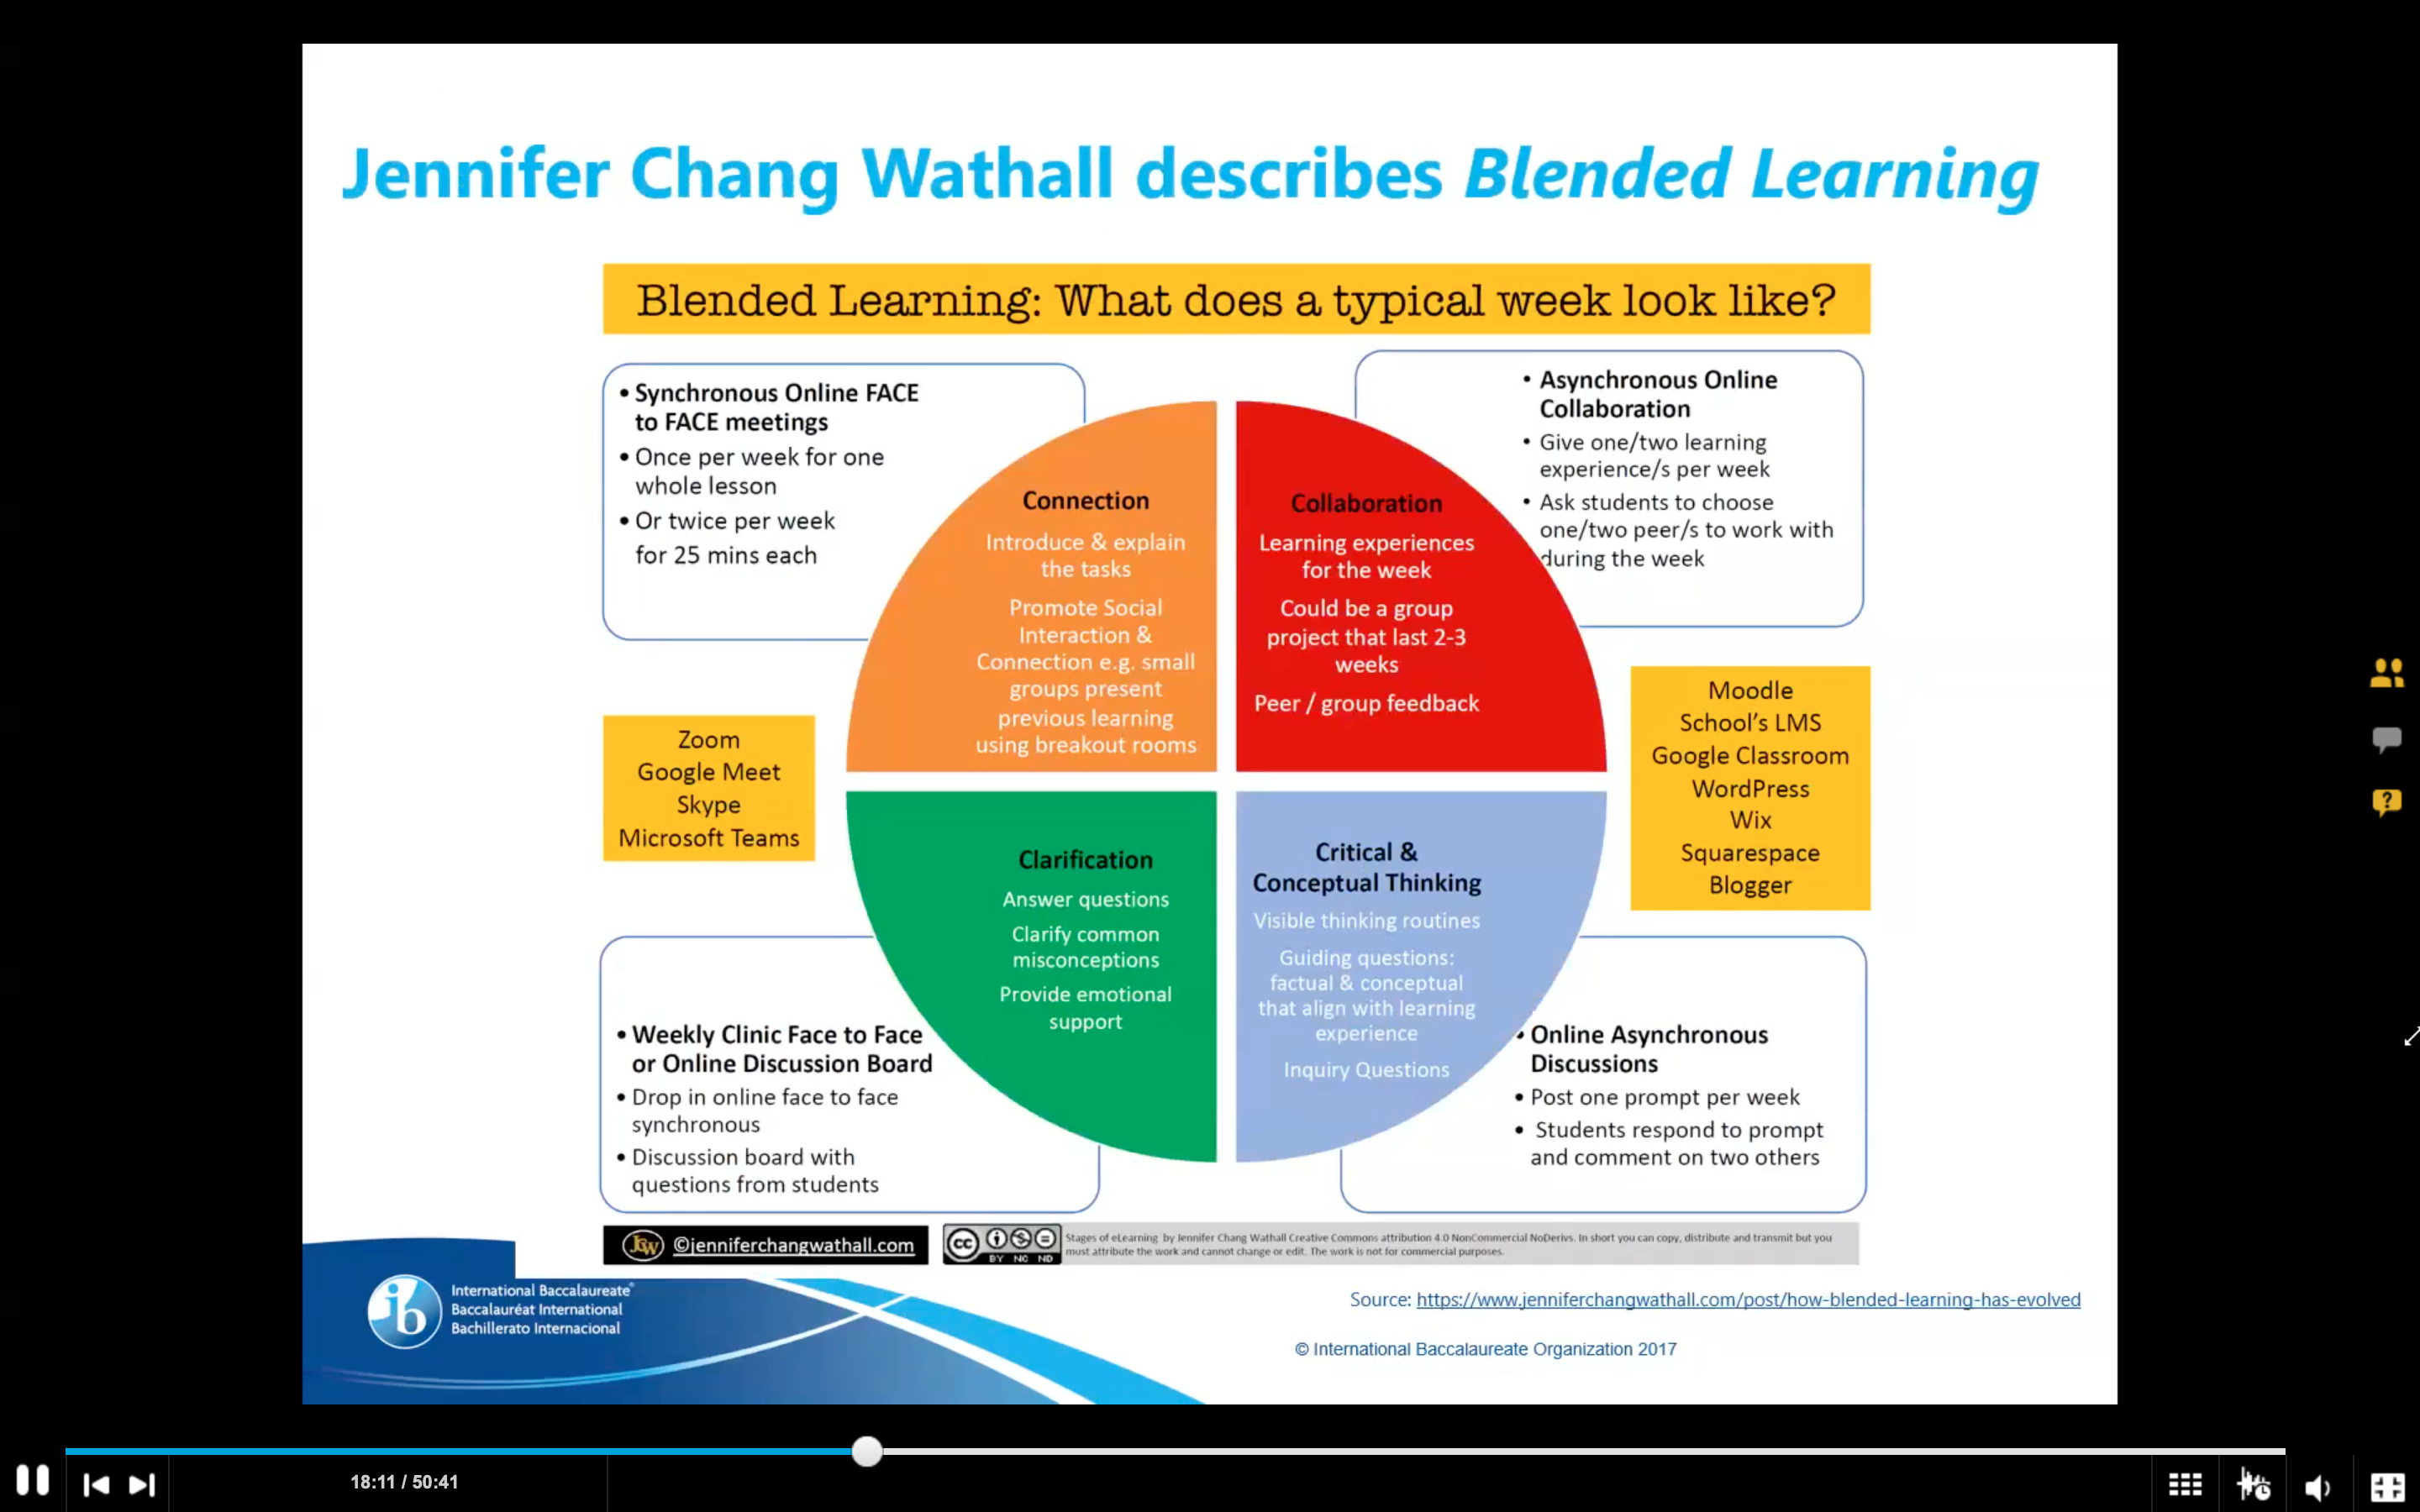 Jennifer Chang Wathall describes Blended Learning
Blended Learning: What does a typical week look like?
• Synchronous Online FACE
to FACE meetings
• Once per week for one
whole lesson
• Or twice per week
for 25 mins each
Connection
Introduce & explain
the tasks
Promote Social
Interaction &
Connection e.g. small
groups present
previous learning
using breakout rooms
Collaboration
Learning experiences
for the week
Could be a group
project that last 2-3
weeks
Peer / group feedback
• Asynchronous Online
Collaboration
• Give one/two learning
experience/s per week
• Ask students to choose
one/two peer/s to work with
during the week
Zoom
Google Meet
Skype
Microsoft Teams
Moodle
School’s LMS
Google Classroom
WordPress
Wix
Squarespace
Blogger
Clarification
Answer questions
Clarify common
misconceptions
Provide emotional
support
Critical &
Conceptual Thinking
Visible thinking routines
Guiding questions:
factual & conceptual
that align with learning
experience
Inquiry Questions
• Weekly Clinic Face to Face
or Online Discussion Board
• Drop in online face to face
synchronous
• Discussion board with
questions from students
• Online Asynchronous
Discussions
• Post one prompt per week
• Students respond to prompt
and comment on two others
JCW ©jenniferchangwathall.com
cc BY NC ND
Stages of eLearning by Jennifer Chang Wathall Creative Commons attribution 4.0 NonCommercial NoDerivs. In short you can copy, distribute and transmit but you
must attribute the work and cannot change or edit. The work is not for commercial purposes.
ib
International Baccalaureate®
Baccalauréat International
Bachillerato Internacional
Source: https://www.jenniferchangwathall.com/post/how-blended-learning-has-evolved
© International Baccalaureate Organization 2017
?
18:11 / 50:41